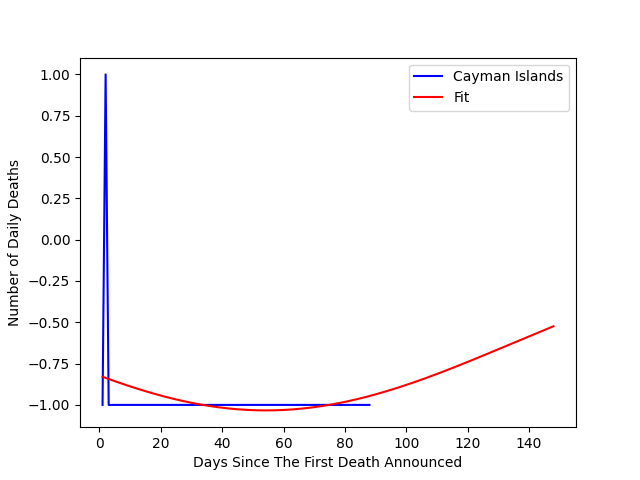 Cayman Islands
Fit
1.00
0.75
0.50
0.25
0.00
−0.25
−0.50
−0.75
−1.00
Number of Daily Deaths
0 20 40 60 80 100 120 140
Days Since The First Death Announced